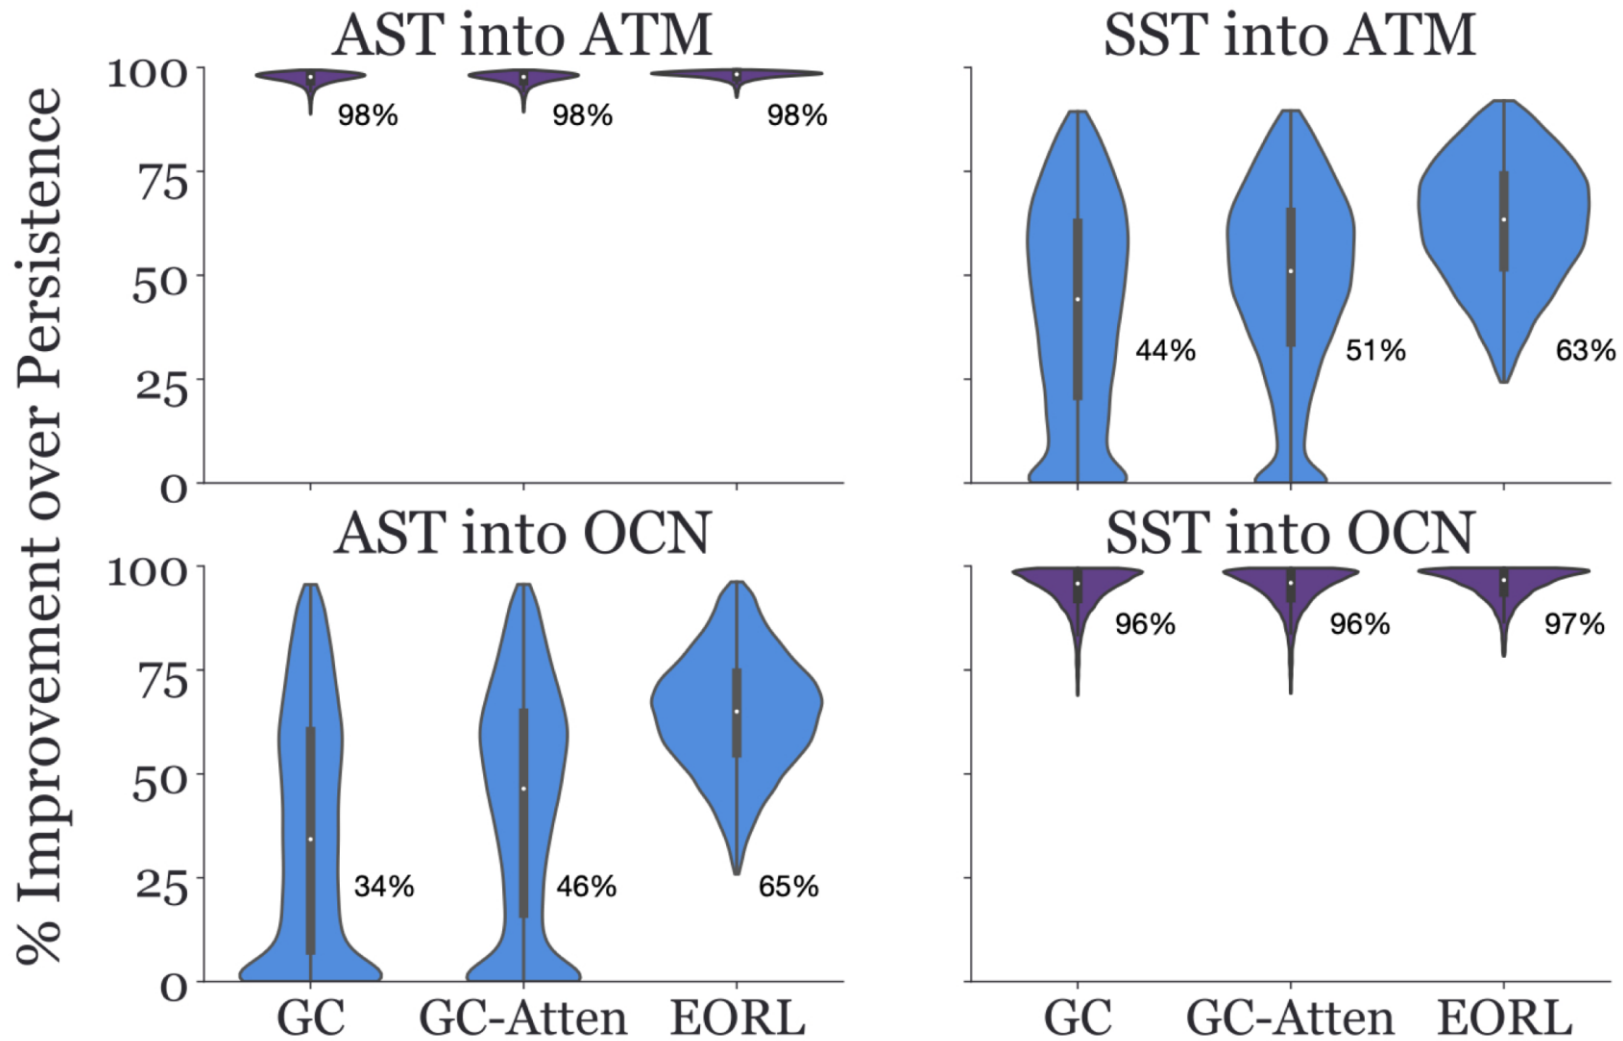 % Improvement over Persistence
AST into ATM
100
75
50
25
0
98%
98%
98%
SST into ATM
44%
51%
63%
AST into OCN
100
75
50
25
0
34%
46%
65%
GC
GC-Atten
EORL
SST into OCN
96%
96%
97%
GC
GC-Atten
EORL